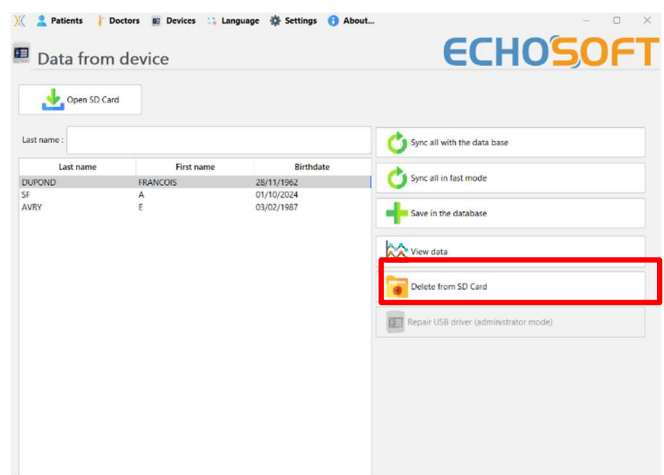 Patients Doctors Devices Language Settings About...
Data from device
ECHOSOFT
Open SD Card
Last name :
Sync all with the data base
Last name First name Birthdate
DUPOND FRANCOIS 28/11/1962
SF A 01/10/2024
AVRY E 03/02/1987
Sync all in fast mode
Save in the database
View data
Delete from SD Card
Repair USB driver (administrator mode)